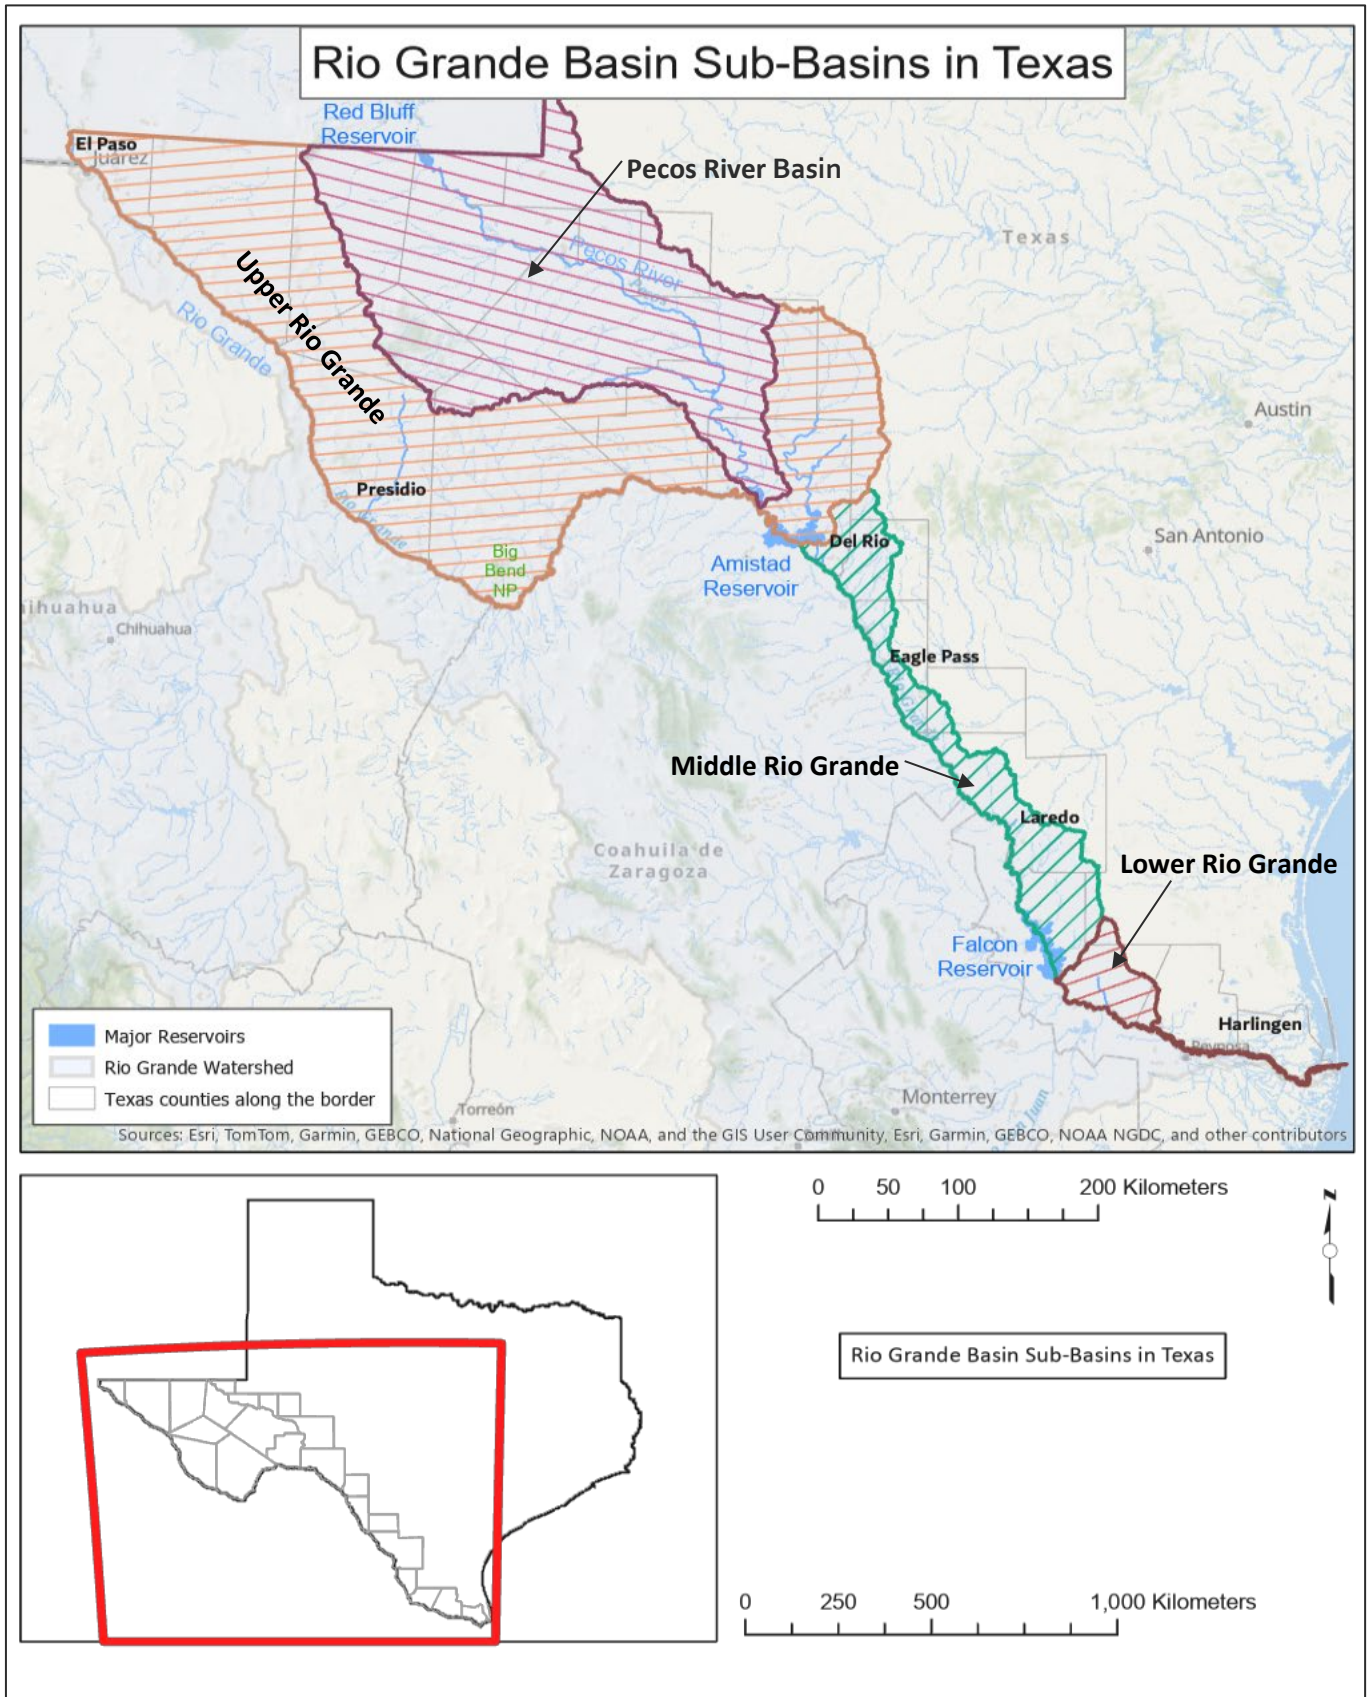 Rio Grande Basin Sub-Basins in Texas
Red Bluff
Reservoir
El Paso
Juárez
Pecos River Basin
Texas
Pecos River
Pecos
Upper Rio Grande
Rio Grande
Austin
Presidio
Rio Grande
San Antonio
Big
Bend
NP
Del Rio
Amistad
Reservoir
ihuahua
Chihuahua
Eagle Pass
Middle Rio Grande
Laredo
Coahuila de
Zaragoza
Lower Rio Grande
Falcon
Reservoir
Harlingen
Reynosa
Major Reservoirs
Rio Grande Watershed
Texas counties along the border
Monterrey
Juan
Torreón
Sources: Esri, TomTom, Garmin, GEBCO, National Geographic, NOAA, and the GIS User Community, Esri, Garmin, GEBCO, NOAA NGDC, and other contributors
0 50 100 200 Kilometers
N
Rio Grande Basin Sub-Basins in Texas
0 250 500 1,000 Kilometers